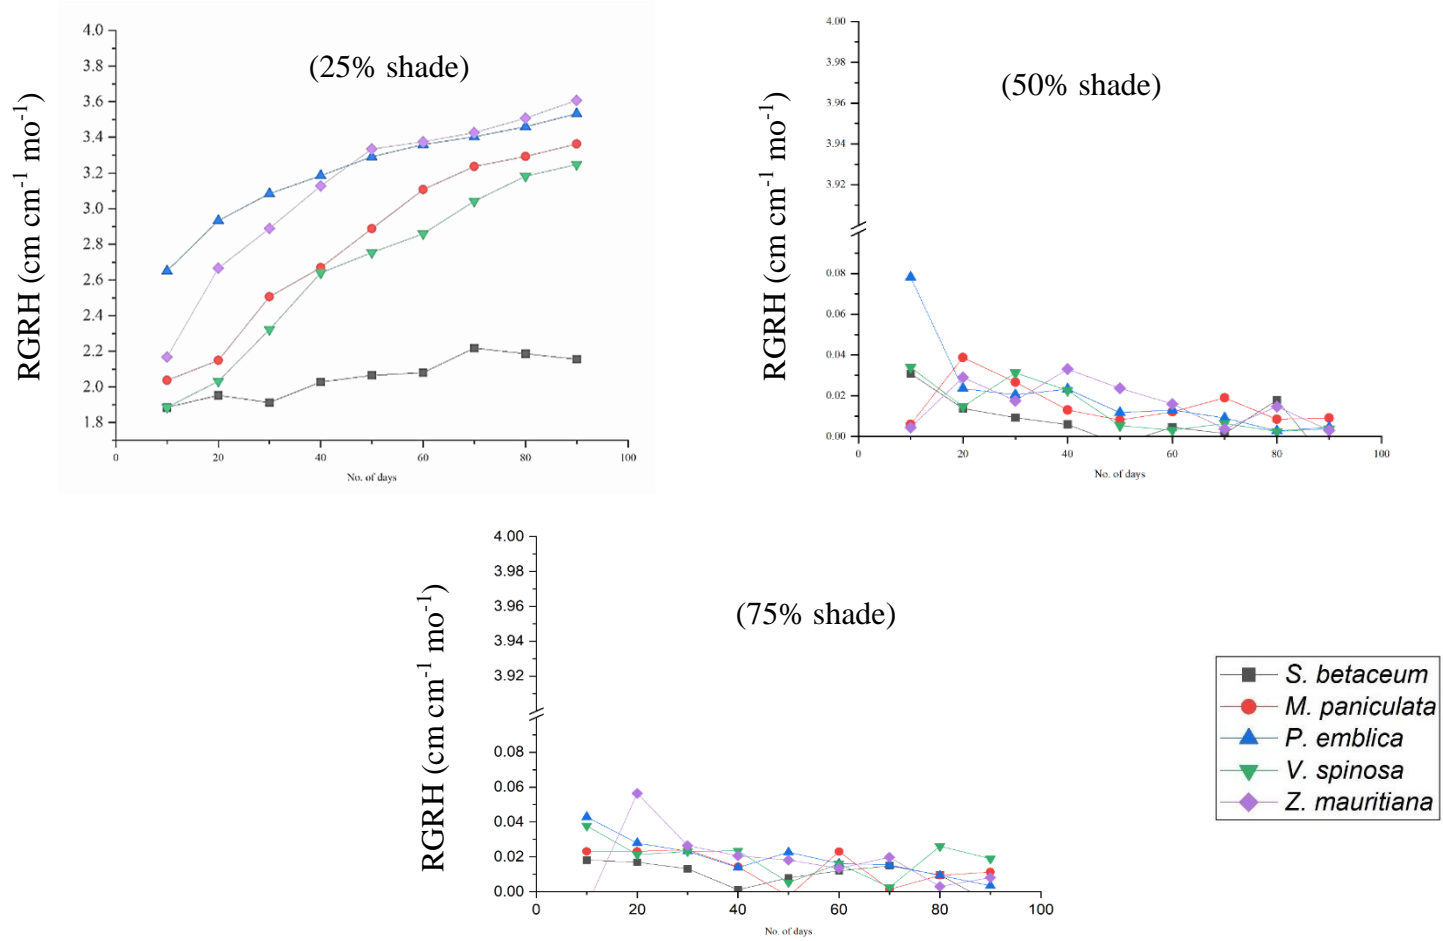 (25% shade)
RGRH (cm cm-1 mo-1)
4.0
3.8
3.6
3.4
3.2
3.0
2.8
2.6
2.4
2.2
2.0
1.8
0 20 40 60 80 100
No. of days
(50% shade)
RGRH (cm cm-1 mo-1)
4.00
3.98
3.96
3.94
3.92
0.08
0.06
0.04
0.02
0.00
0 20 40 60 80 100
No. of days
(75% shade)
RGRH (cm cm-1 mo-1)
4.00
3.98
3.96
3.94
3.92
0.08
0.06
0.04
0.02
0.00
0 20 40 60 80 100
No. of days
S. betaceum
M. paniculata
P. emblica
V. spinosa
Z. mauritiana